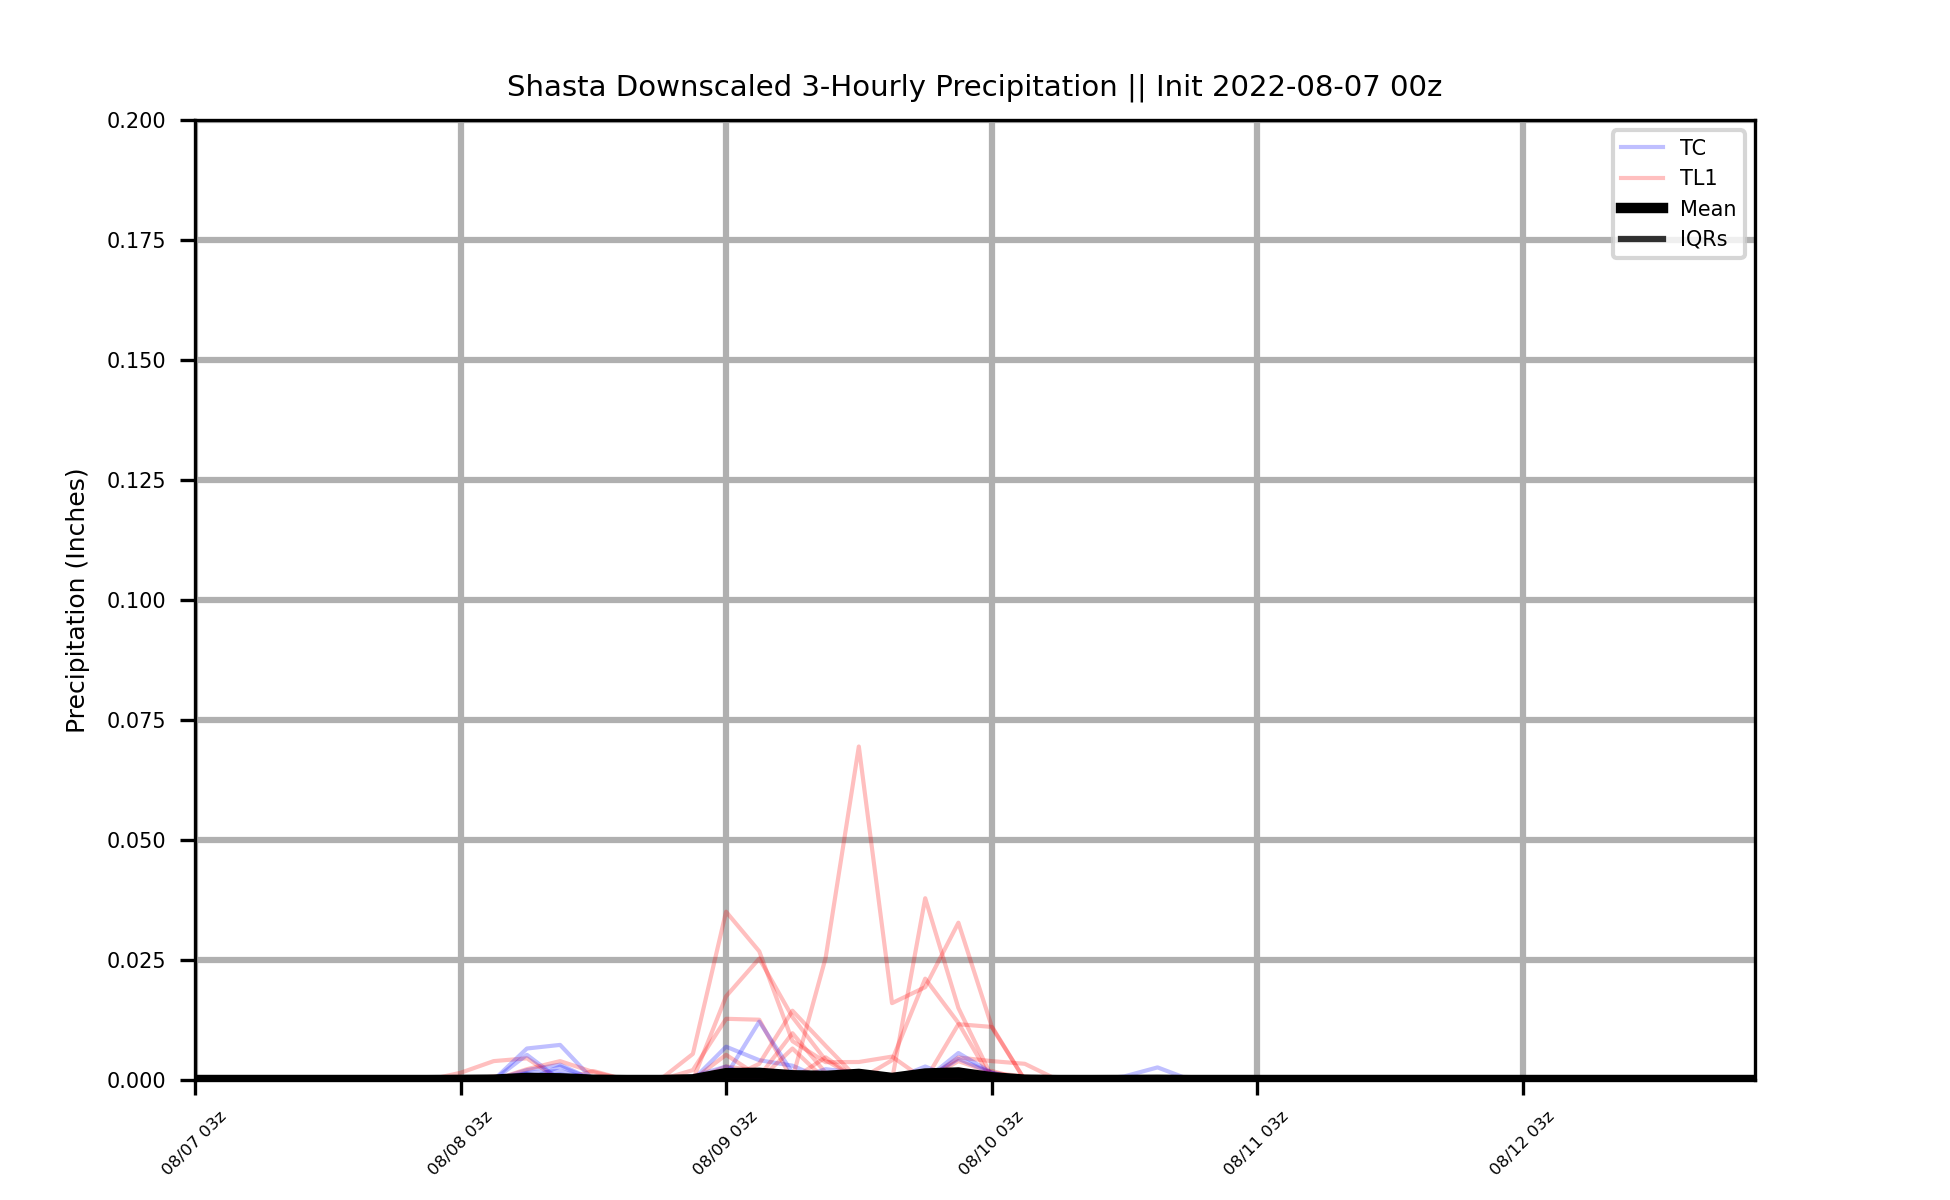 Shasta Downscaled 3-Hourly Precipitation || Init 2022-08-07 00z
Precipitation (Inches)
0.200
0.175
0.150
0.125
0.100
0.075
0.050
0.025
0.000
TC
TL1
Mean
IQRs
08/07 03z
08/08 03z
08/09 03z
08/10 03z
08/11 03z
08/12 03z